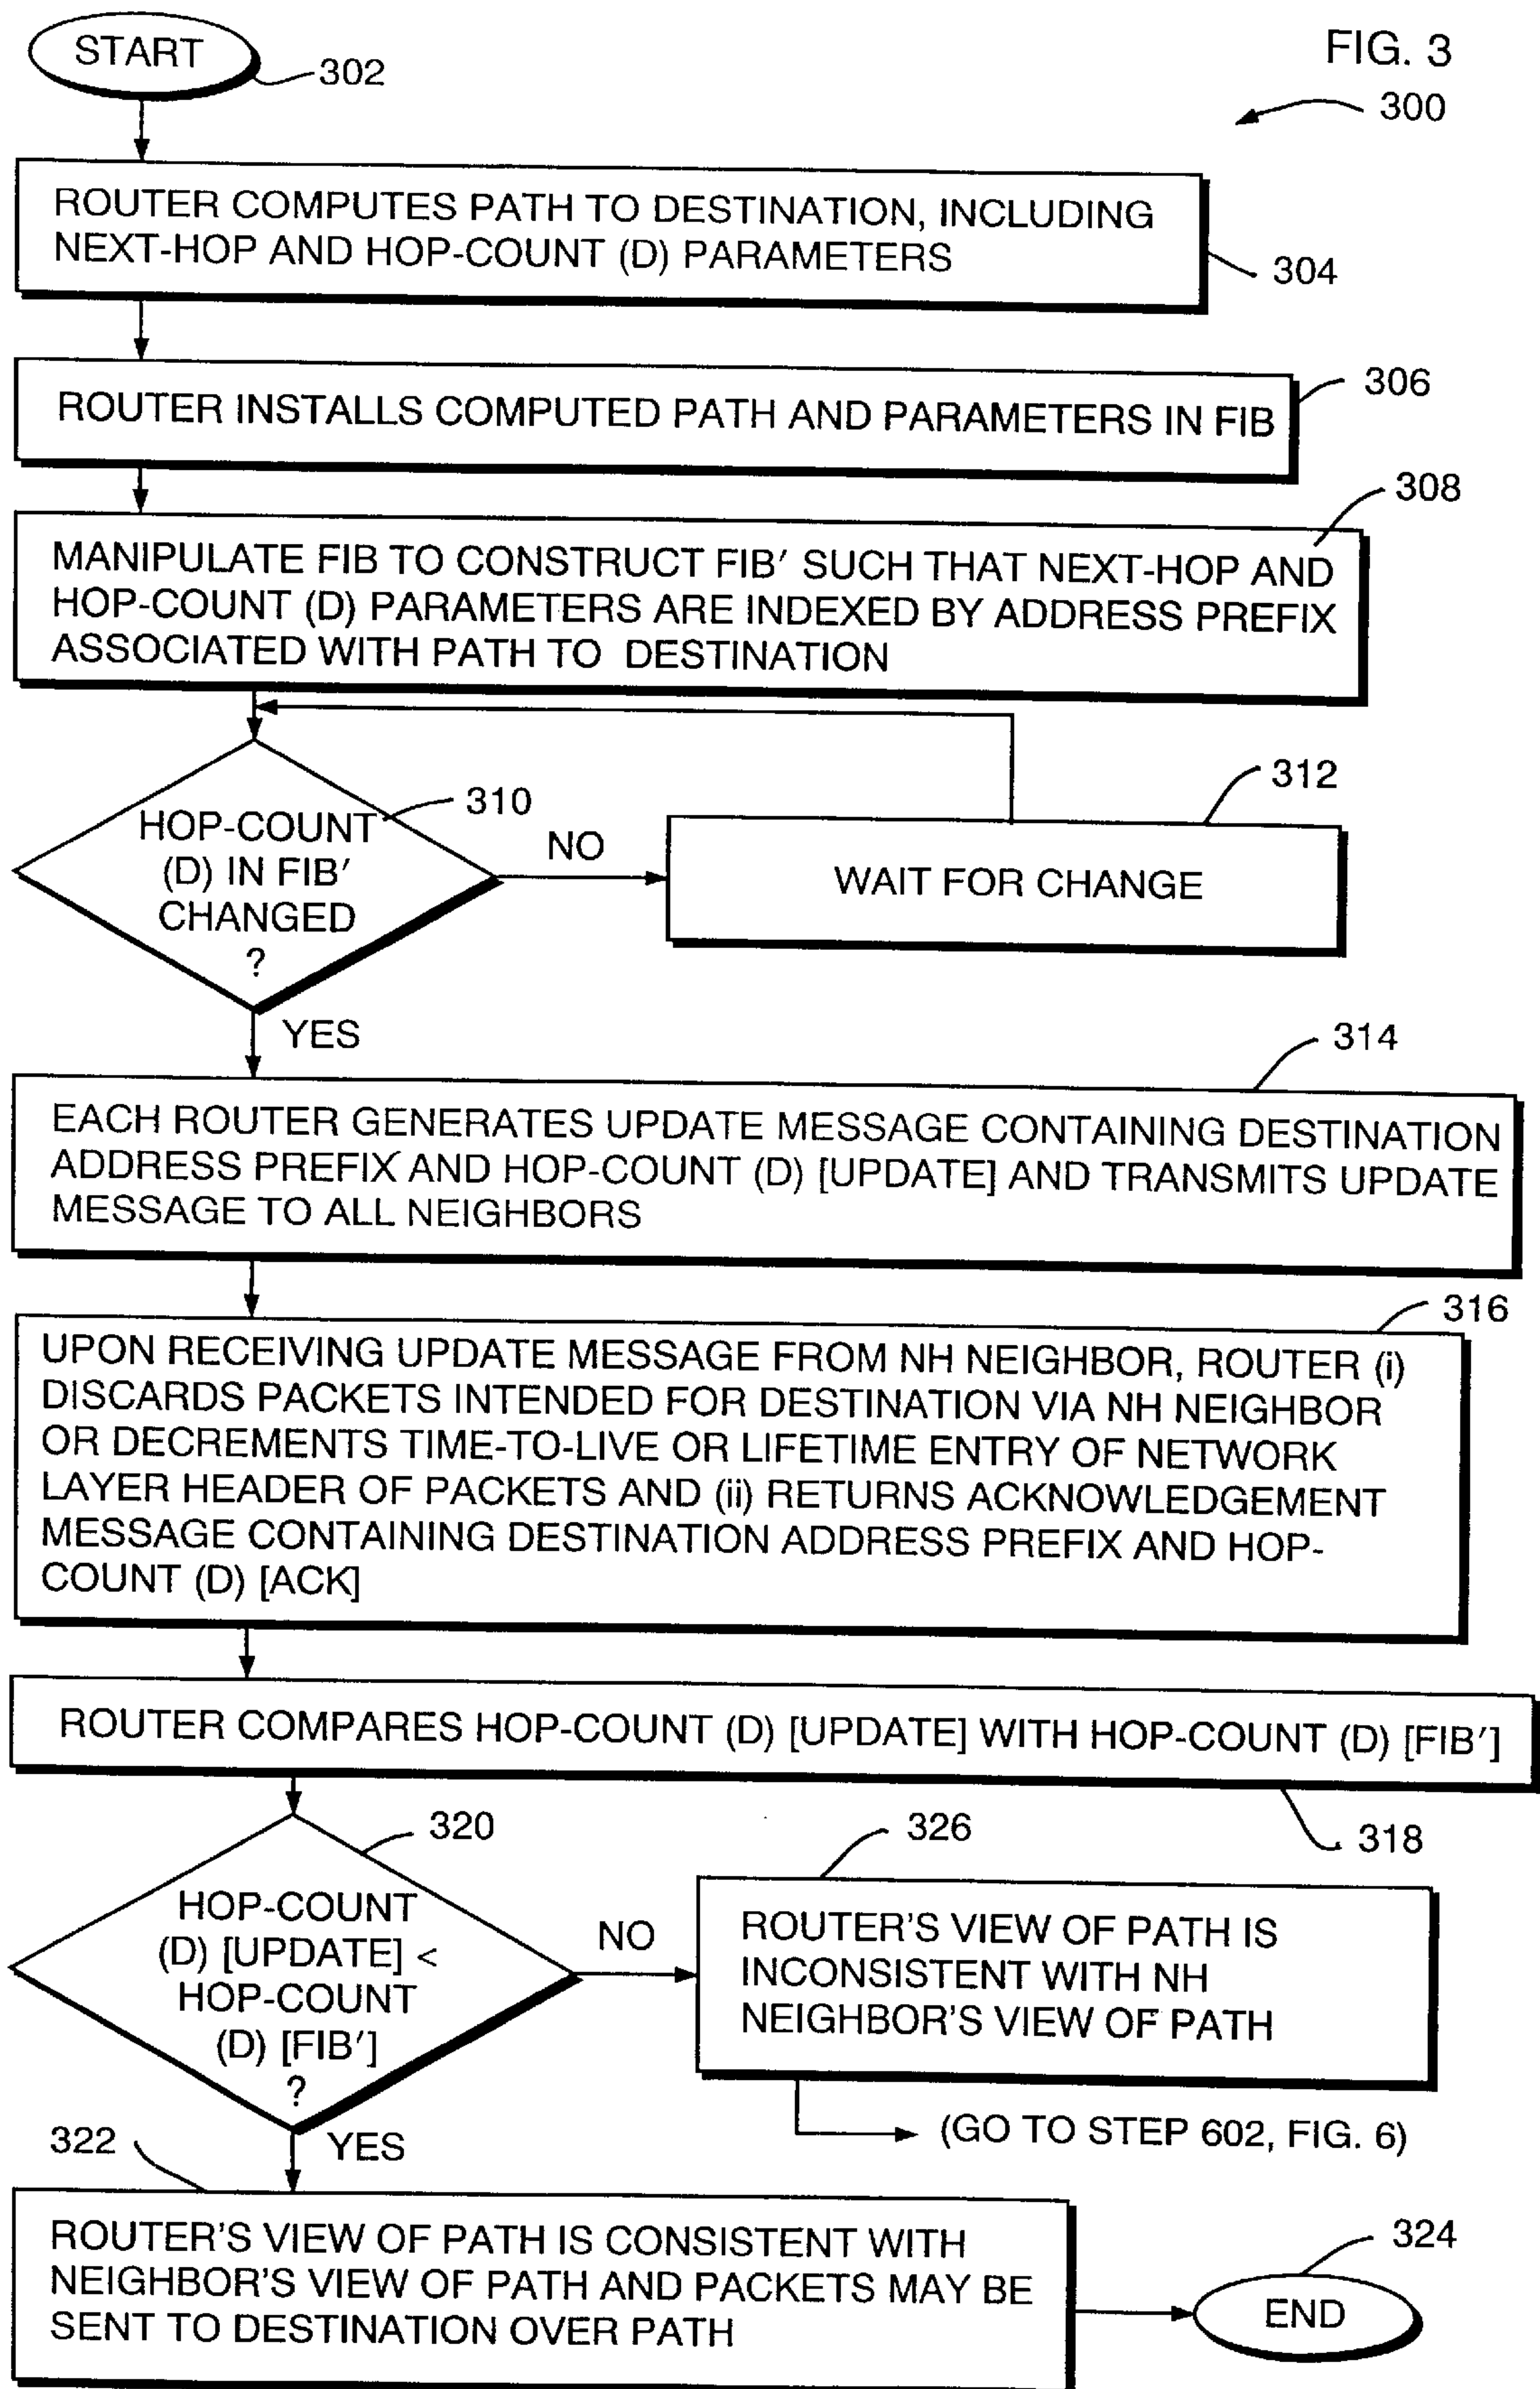 START
302
FIG. 3
300
ROUTER COMPUTES PATH TO DESTINATION, INCLUDING
NEXT-HOP AND HOP-COUNT (D) PARAMETERS
304
ROUTER INSTALLS COMPUTED PATH AND PARAMETERS IN FIB
306
308
MANIPULATE FIB TO CONSTRUCT FIB' SUCH THAT NEXT-HOP AND
HOP-COUNT (D) PARAMETERS ARE INDEXED BY ADDRESS PREFIX
ASSOCIATED WITH PATH TO DESTINATION
310
HOP-COUNT
(D) IN FIB'
CHANGED
?
NO
312
WAIT FOR CHANGE
YES
314
EACH ROUTER GENERATES UPDATE MESSAGE CONTAINING DESTINATION
ADDRESS PREFIX AND HOP-COUNT (D) [UPDATE] AND TRANSMITS UPDATE
MESSAGE TO ALL NEIGHBORS
316
UPON RECEIVING UPDATE MESSAGE FROM NH NEIGHBOR, ROUTER (i)
DISCARDS PACKETS INTENDED FOR DESTINATION VIA NH NEIGHBOR
OR DECREMENTS TIME-TO-LIVE OR LIFETIME ENTRY OF NETWORK
LAYER HEADER OF PACKETS AND (ii) RETURNS ACKNOWLEDGEMENT
MESSAGE CONTAINING DESTINATION ADDRESS PREFIX AND HOP-
COUNT (D) [ACK]
ROUTER COMPARES HOP-COUNT (D) [UPDATE] WITH HOP-COUNT (D) [FIB']
318
320
HOP-COUNT
(D) [UPDATE] <
HOP-COUNT
(D) [FIB']
?
NO
326
ROUTER'S VIEW OF PATH IS
INCONSISTENT WITH NH
NEIGHBOR'S VIEW OF PATH
(GO TO STEP 602, FIG. 6)
YES
322
ROUTER'S VIEW OF PATH IS CONSISTENT WITH
NEIGHBOR'S VIEW OF PATH AND PACKETS MAY BE
SENT TO DESTINATION OVER PATH
324
END